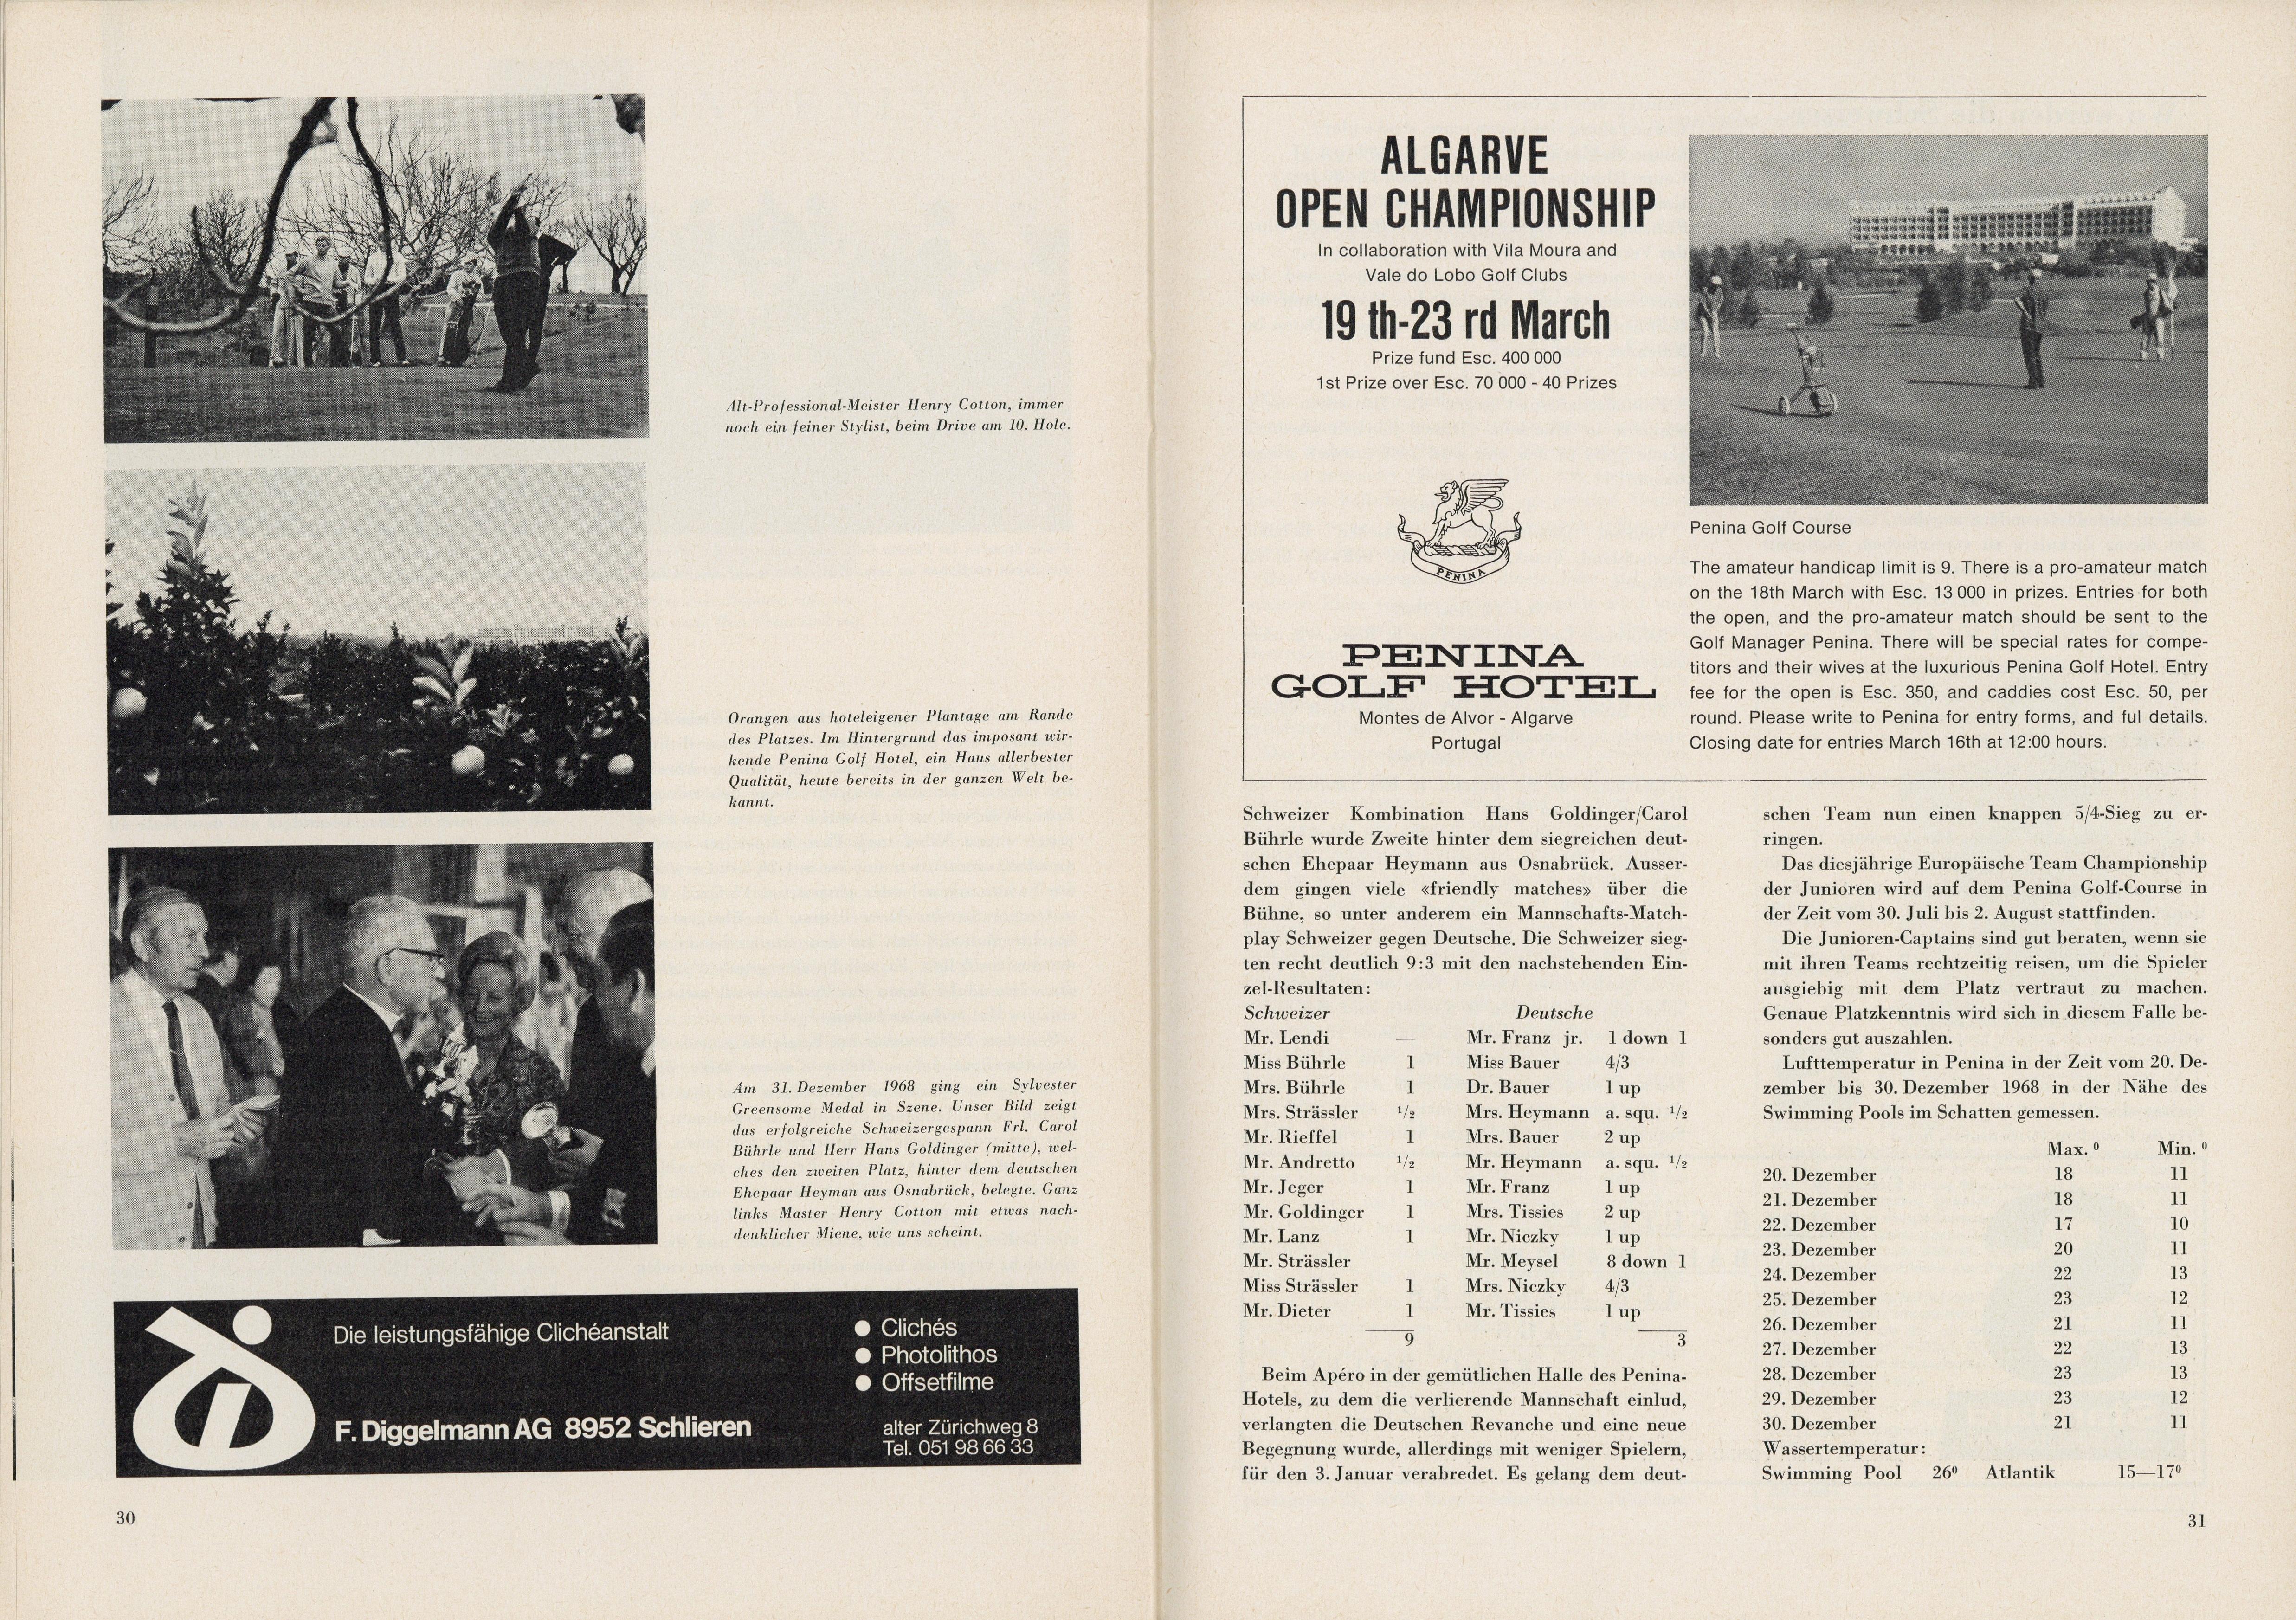 Alt-Professional-Meister Henry Cotton, immer
noch ein feiner Stylist, beim Drive am 10. Hole.
Orangen aus hoteleigener Plantage am Rande
des Platzes. Im Hintergrund das imposant wir-
kende Penina Golf Hotel, ein Haus allerbester
Qualität, heute bereits in der ganzen Welt be-
kannt.
Am 31. Dezember 1968 ging ein Sylvester
Greensome Medal in Szene. Unser Bild zeigt
das erfolgreiche Schweizergespann Frl. Carol
Bührle und Herr Hans Goldinger (mitte), wel-
ches den zweiten Platz, hinter dem deutschen
Ehepaar Heyman aus Osnabrück, belegte. Ganz
links Master Henry Cotton mit etwas nach-
denklicher Miene, wie uns scheint.
Die leistungsfähige Clichéanstalt
F. Diggelmann AG 8952 Schlieren
● Clichés
● Photolithos
● Offsetfilme
alter Zürichweg 8
Tel. 051 98 66 33
30
ALGARVE
OPEN CHAMPIONSHIP
In collaboration with Vila Moura and
Vale do Lobo Golf Clubs
19 th-23 rd March
Prize fund Esc. 400 000
1st Prize over Esc. 70 000 - 40 Prizes
PENINA
PENINA
GOLF HOTEL
Montes de Alvor - Algarve
Portugal
Penina Golf Course
The amateur handicap limit is 9. There is a pro-amateur match
on the 18th March with Esc. 13 000 in prizes. Entries for both
the open, and the pro-amateur match should be sent to the
Golf Manager Penina. There will be special rates for compe-
titors and their wives at the luxurious Penina Golf Hotel. Entry
fee for the open is Esc. 350, and caddies cost Esc. 50, per
round. Please write to Penina for entry forms, and ful details.
Closing date for entries March 16th at 12:00 hours.
Schweizer Kombination Hans Goldinger/Carol
Bührle wurde Zweite hinter dem siegreichen deut-
schen Ehepaar Heymann aus Osnabrück. Ausser-
dem gingen viele «friendly matches» über die
Bühne, so unter anderem ein Mannschafts-Match-
play Schweizer gegen Deutsche. Die Schweizer sieg-
ten recht deutlich 9:3 mit den nachstehenden Ein-
zel-Resultaten:
Schweizer Deutsche
Mr. Lendi — Mr. Franz jr. 1 down 1
Miss Bührle 1 Miss Bauer 4/3
Mrs. Bührle 1 Dr. Bauer 1 up
Mrs. Strässler 1/2 Mrs. Heymann a. squ. 1/2
Mr. Rieffel 1 Mrs. Bauer 2 up
Mr. Andretto 1/2 Mr. Heymann a. squ. 1/2
Mr. Jeger 1 Mr. Franz 1 up
Mr. Goldinger 1 Mrs. Tissies 2 up
Mr. Lanz 1 Mr. Niczky 1 up
Mr. Strässler Mr. Meysel 8 down 1
Miss Strässler 1 Mrs. Niczky 4/3
Mr. Dieter 1 Mr. Tissies 1 up
9 3
Beim Apéro in der gemütlichen Halle des Penina-
Hotels, zu dem die verlierende Mannschaft einlud,
verlangten die Deutschen Revanche und eine neue
Begegnung wurde, allerdings mit weniger Spielern,
für den 3. Januar verabredet. Es gelang dem deut-
schen Team nun einen knappen 5/4-Sieg zu er-
ringen.
Das diesjährige Europäische Team Championship
der Junioren wird auf dem Penina Golf-Course in
der Zeit vom 30. Juli bis 2. August stattfinden.
Die Junioren-Captains sind gut beraten, wenn sie
mit ihren Teams rechtzeitig reisen, um die Spieler
ausgiebig mit dem Platz vertraut zu machen.
Genaue Platzkenntnis wird sich in diesem Falle be-
sonders gut auszahlen.
Lufttemperatur in Penina in der Zeit vom 20. De-
zember bis 30. Dezember 1968 in der Nähe des
Swimming Pools im Schatten gemessen.
Max. ⁰ Min. ⁰
20. Dezember 18 11
21. Dezember 18 11
22. Dezember 17 10
23. Dezember 20 11
24. Dezember 22 13
25. Dezember 23 12
26. Dezember 21 11
27. Dezember 22 13
28. Dezember 23 13
29. Dezember 23 12
30. Dezember 21 11
Wassertemperatur:
Swimming Pool 26⁰ Atlantik 15—17⁰
31